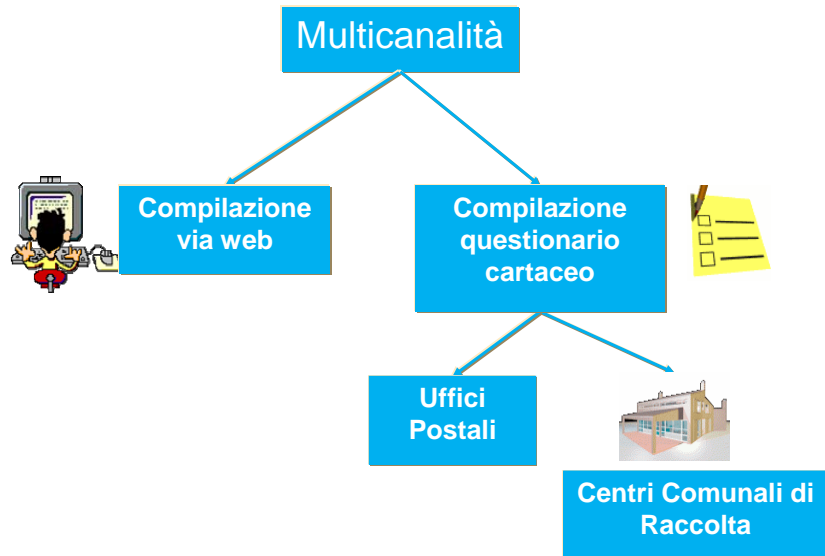 Multicanalità
Compilazione
via web
Compilazione
questionario
cartaceo
Uffici
Postali
Centri Comunali di
Raccolta